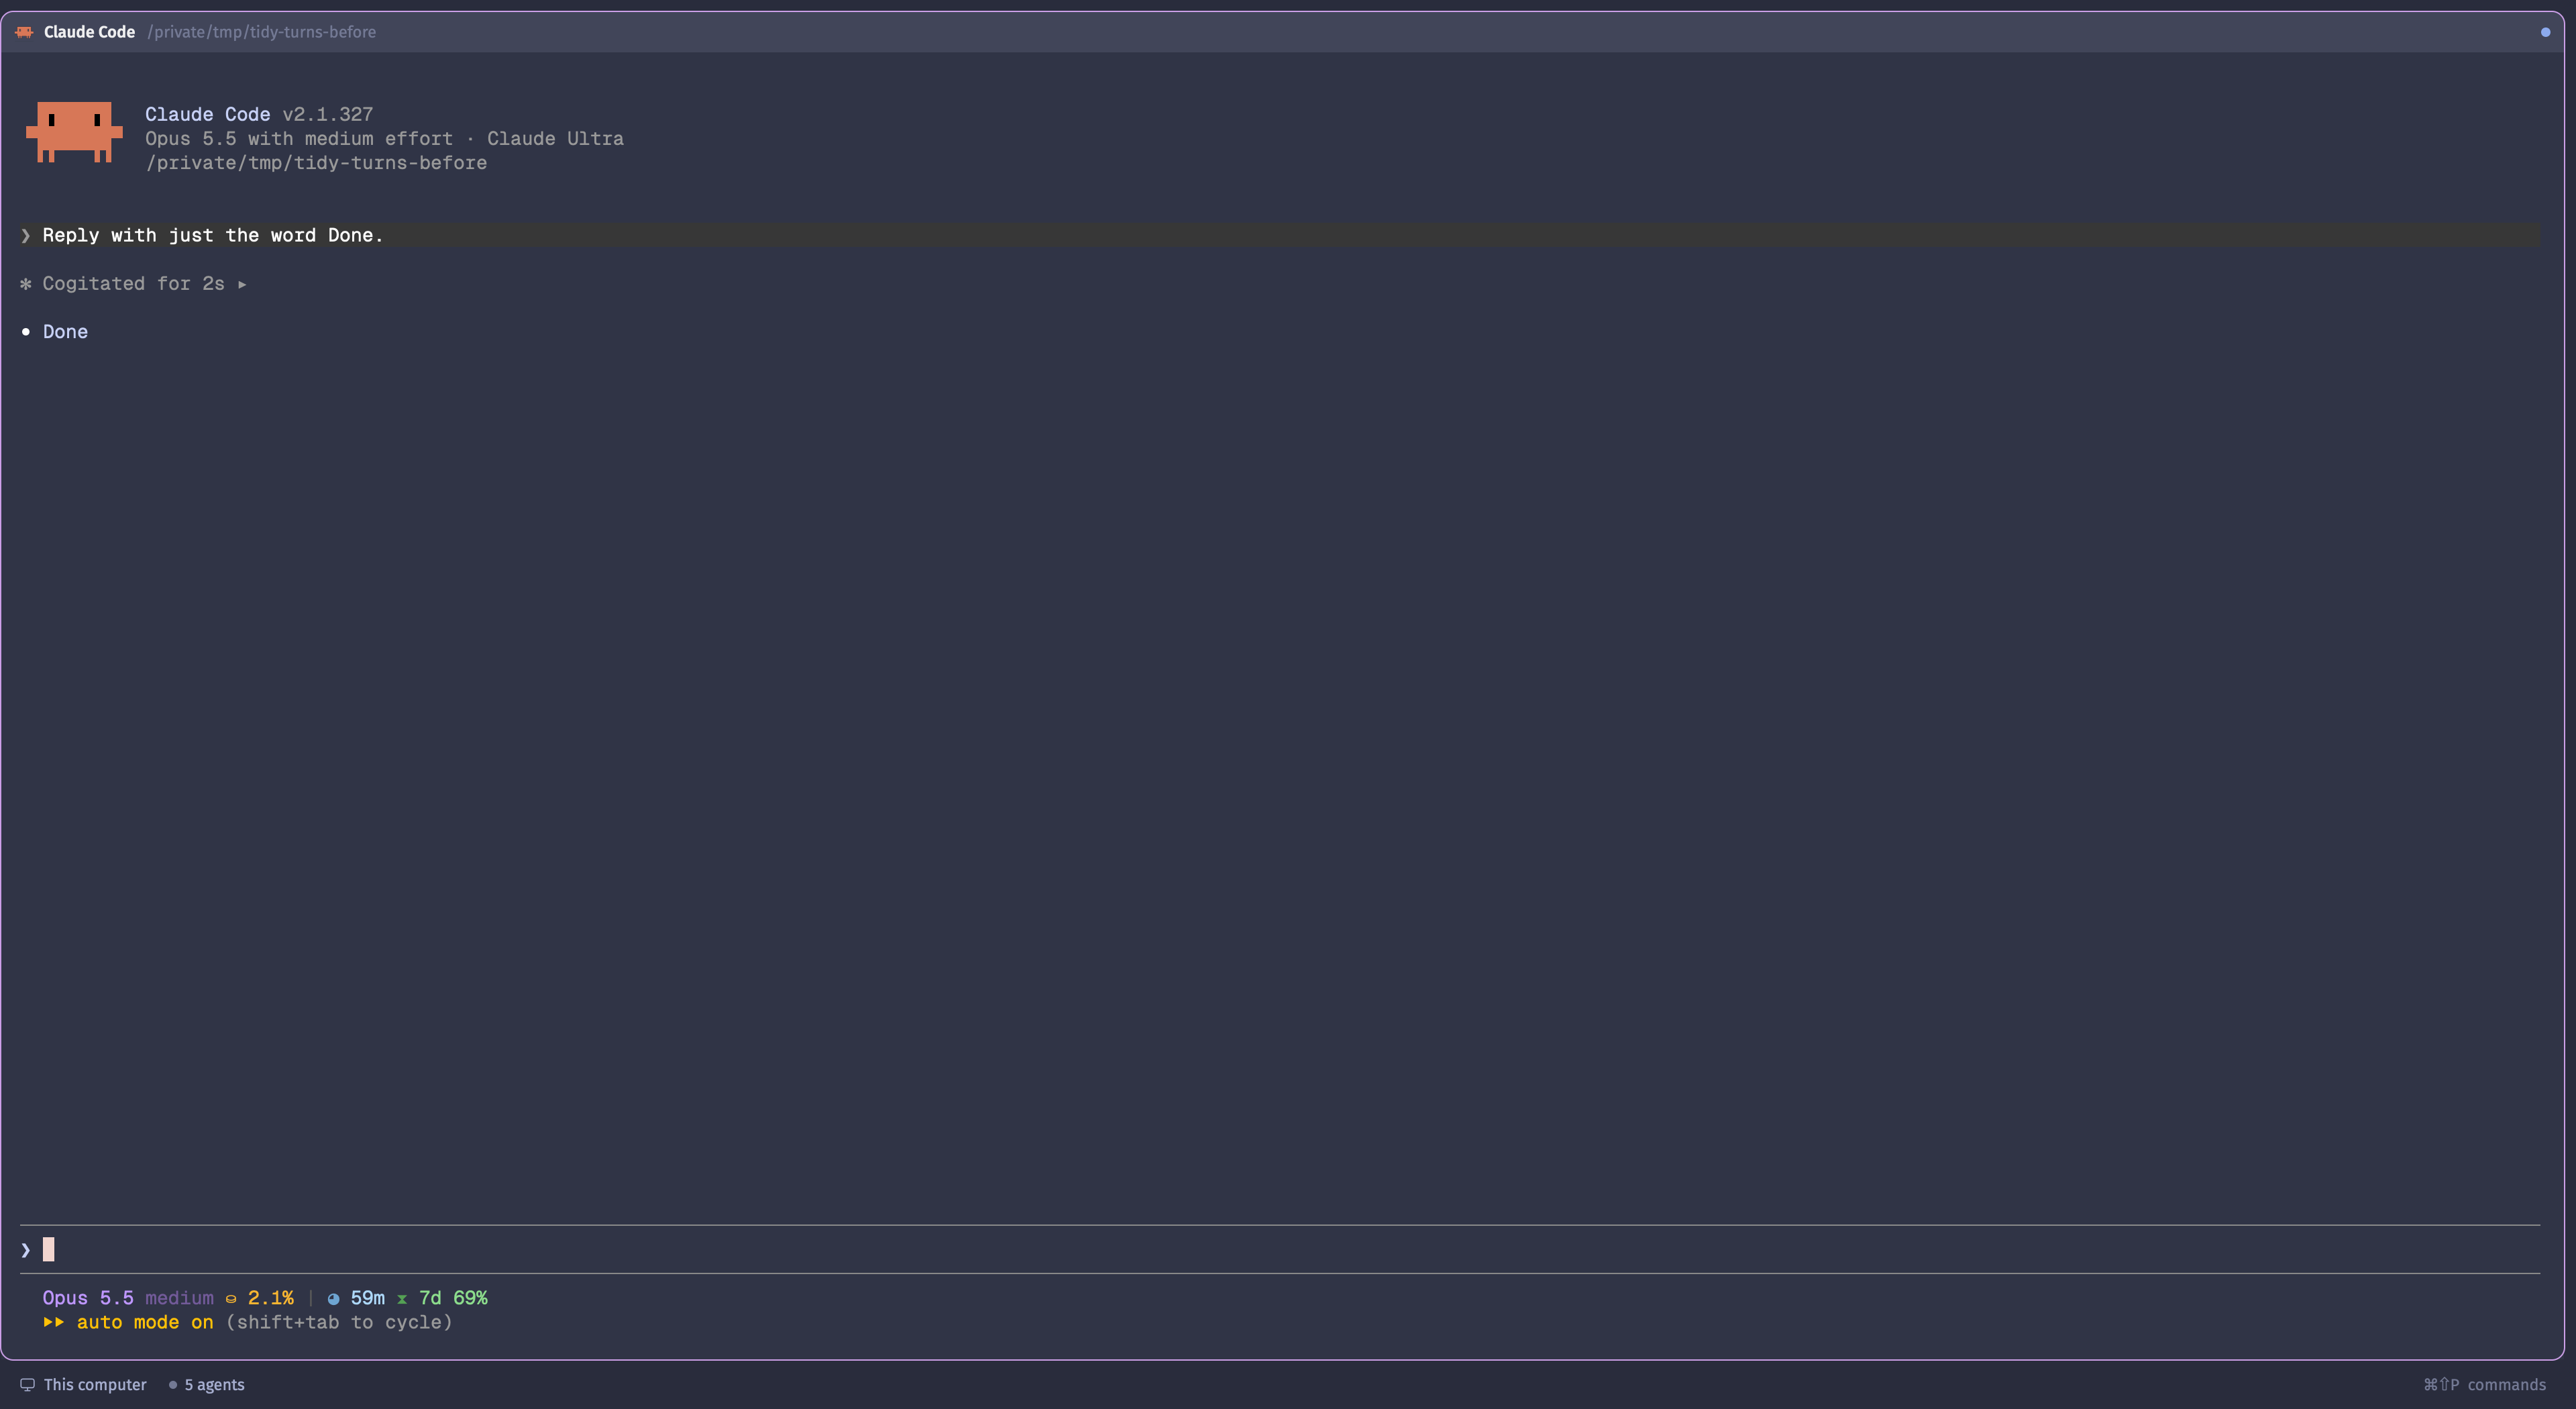 Claude Code /private/tmp/tidy-turns-before
Claude Code v2.1.327
Opus 5.5 with medium effort · Claude Ultra
/private/tmp/tidy-turns-before
❯ Reply with just the word Done.
✻ Cogitated for 2s ▸
● Done
❯
Opus 5.5 medium ⛀ 2.1% | ◕ 59m ⧗ 7d 69%
⏵⏵ auto mode on (shift+tab to cycle)
This computer ● 5 agents
⌘⇧P commands